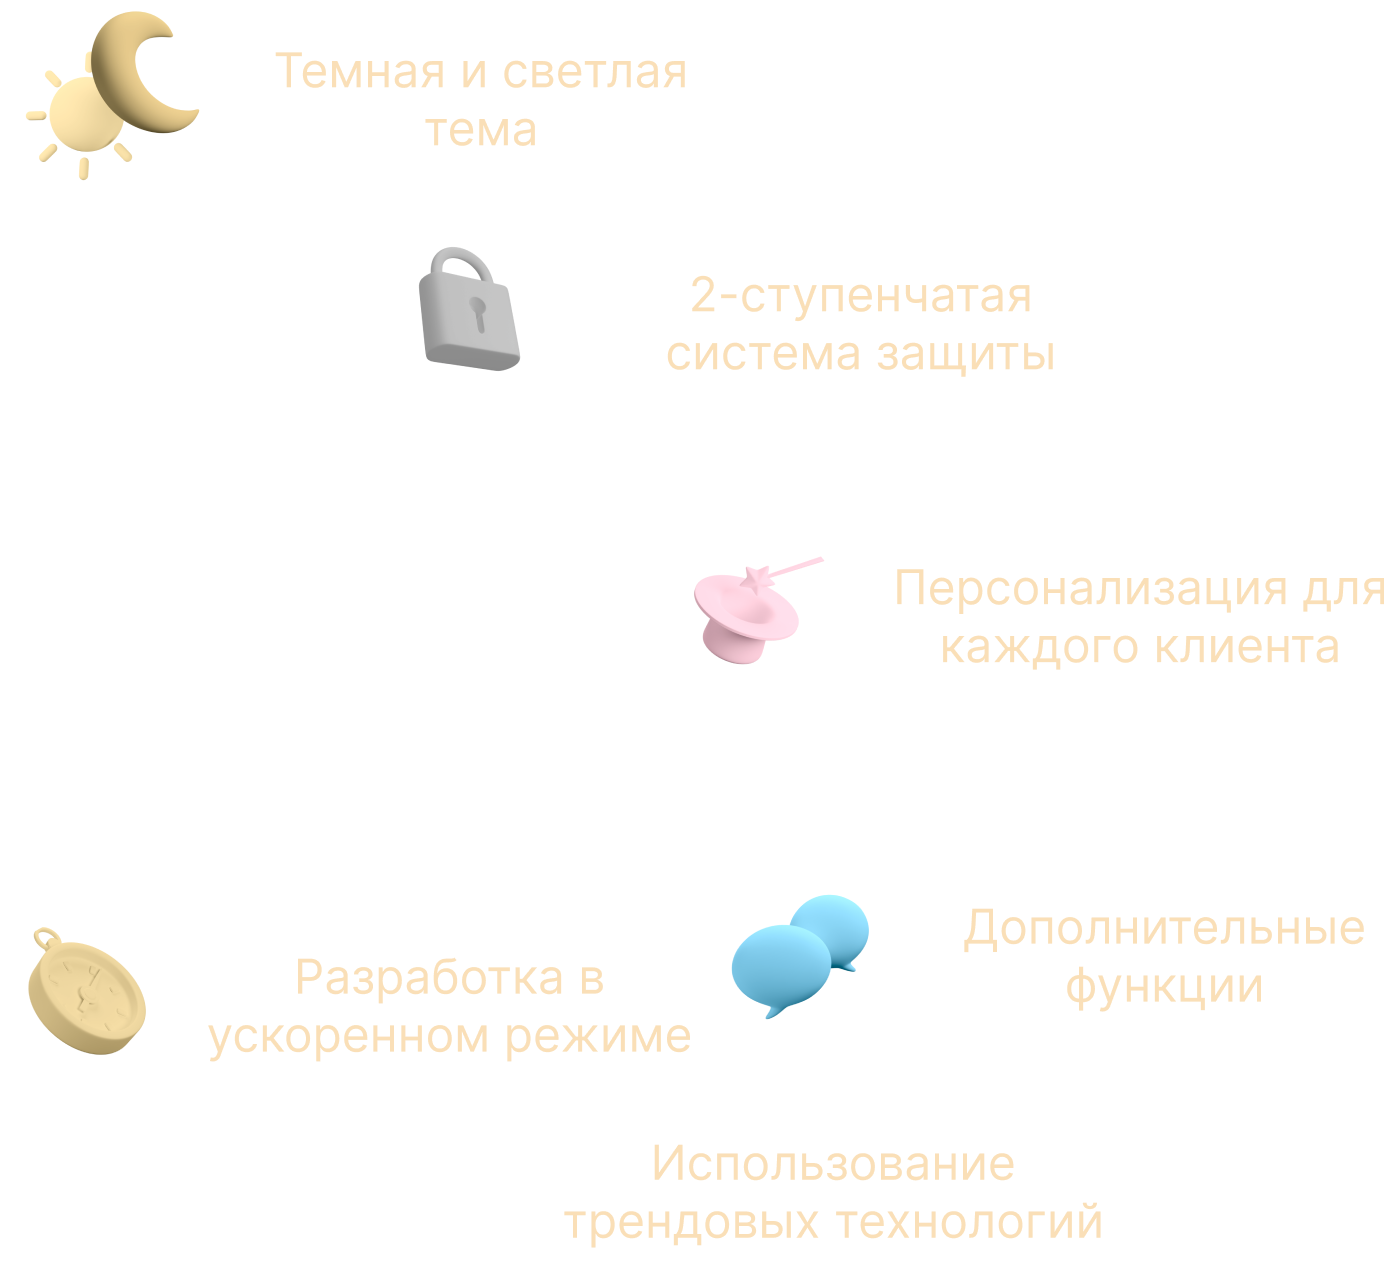 Темная и светлая
тема
2-ступенчатая
система защиты
Персонализация для
каждого клиента
Дополнительные
функции
Разработка в
ускоренном режиме
Использование
трендовых технологий